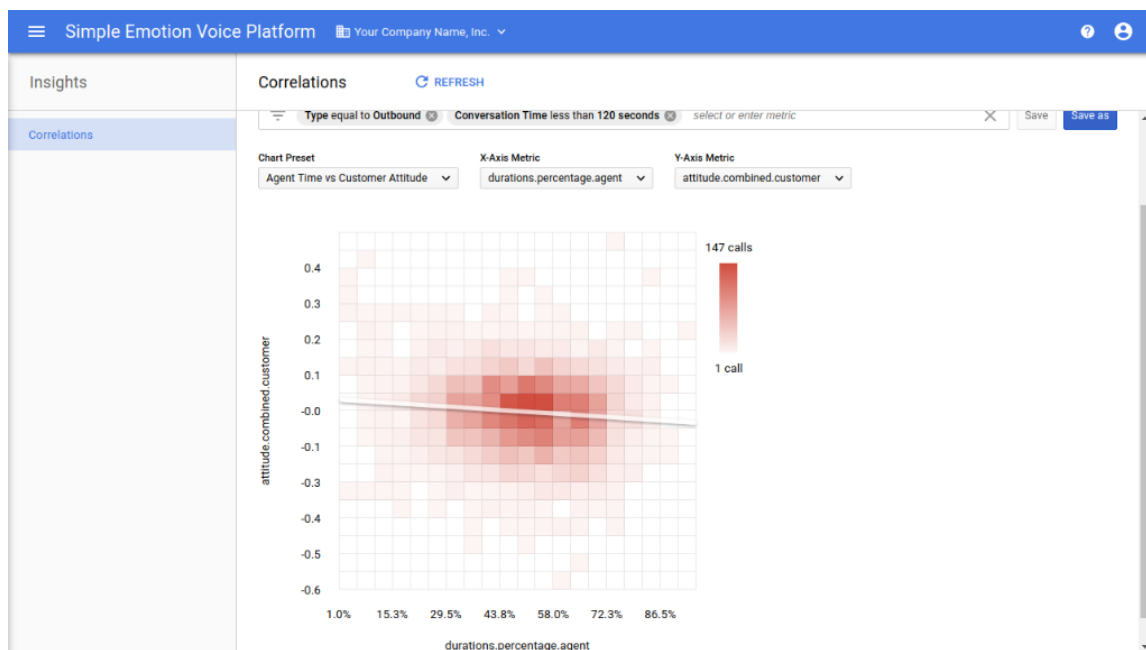 Simple Emotion Voice Platform Your Company Name, Inc.
Insights
Correlations REFRESH
Correlations
Type equal to Outbound Conversation Time less than 120 seconds select or enter metric Save Save as
Chart Preset X-Axis Metric Y-Axis Metric
Agent Time vs Customer Attitude durations.percentage.agent attitude.combined.customer
147 calls
1 call
attitude.combined.customer
0.4
0.3
0.2
0.1
-0.0
-0.1
-0.3
-0.4
-0.5
-0.6
1.0% 15.3% 29.5% 43.8% 58.0% 72.3% 86.5%
durations.percentage.agent